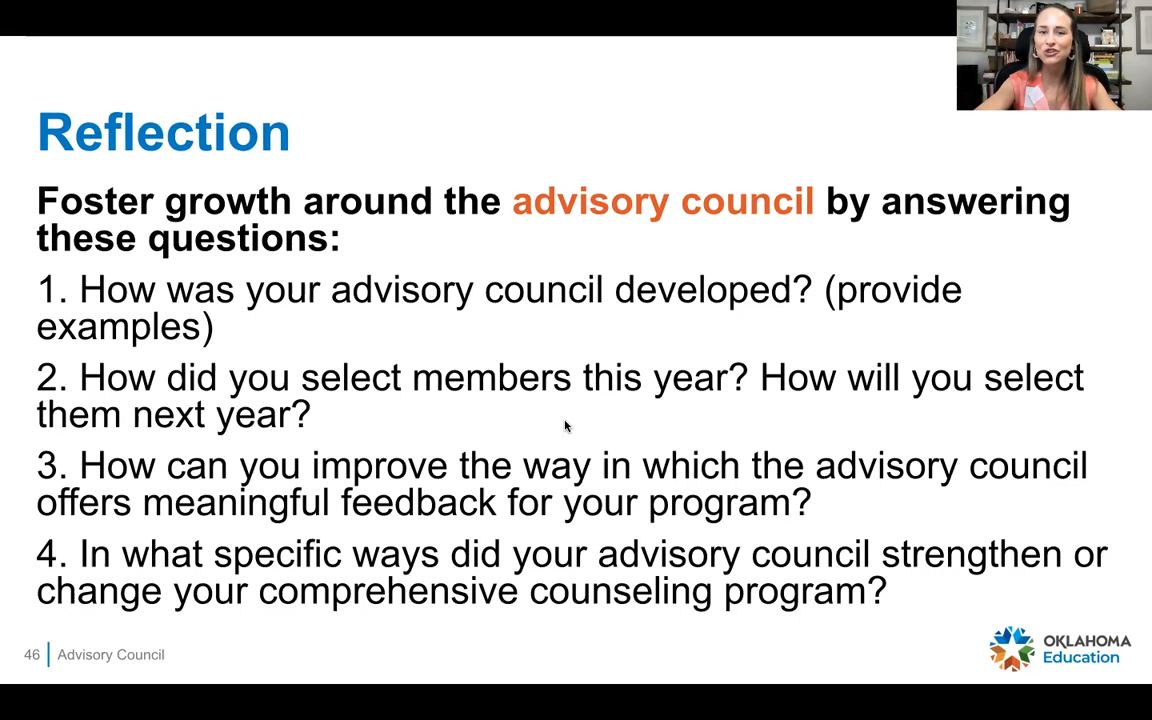 Reflection
Foster growth around the advisory council by answering
these questions:
1. How was your advisory council developed? (provide
examples)
2. How did you select members this year? How will you select
them next year?
3. How can you improve the way in which the advisory council
offers meaningful feedback for your program?
4. In what specific ways did your advisory council strengthen or
change your comprehensive counseling program?
46 | Advisory Council
OKLAHOMA
Education